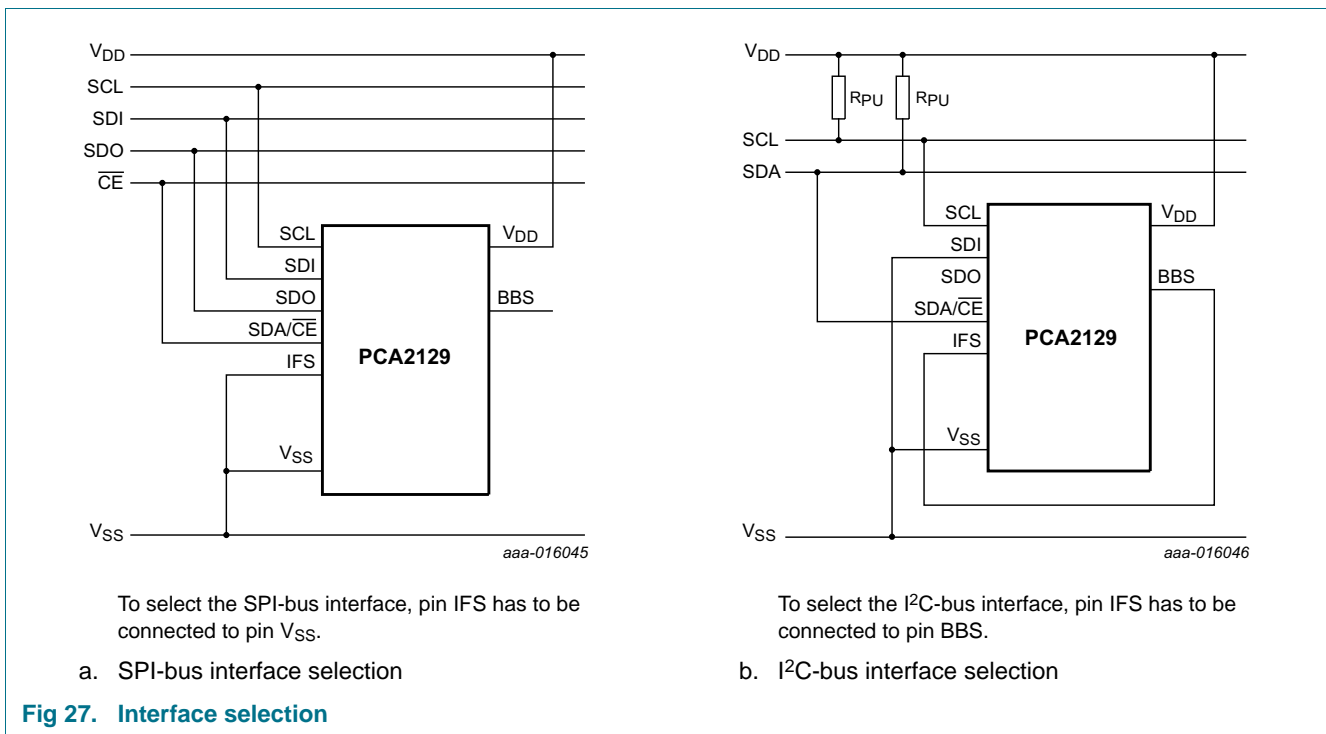 VDD
SCL
SDI
SDO
CE
SCL
SDI
SDO
SDA/CE
IFS
VSS
VDD
BBS
PCA2129
VSS
aaa-016045
To select the SPI-bus interface, pin IFS has to be
connected to pin VSS.
a. SPI-bus interface selection
VDD
RPU
RPU
SCL
SDA
SCL
SDI
SDO
SDA/CE
IFS
VSS
VDD
BBS
PCA2129
VSS
aaa-016046
To select the I2C-bus interface, pin IFS has to be
connected to pin BBS.
b. I2C-bus interface selection
Fig 27. Interface selection